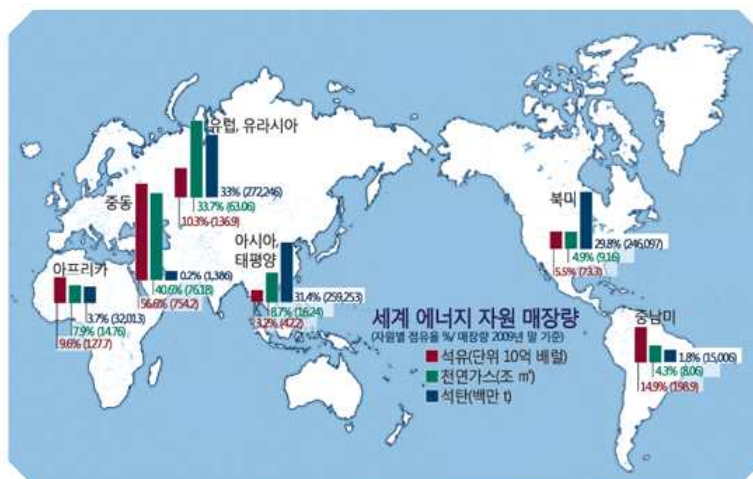 유럽, 유라시아
33% (272,246)
33.7% (63.06)
10.3% (136.9)
중동
0.2% (1,386)
40.6% (76.18)
56.6% (754.2)
아프리카
3.7% (32,013)
7.9% (14.76)
9.6% (127.7)
아시아,
태평양
31.4% (259,253)
8.7% (16.24)
3.2% (42.2)
북미
29.8% (246,097)
4.9% (9.16)
5.5% (73.3)
중남미
1.8% (15,006)
4.3% (8.06)
14.9% (198.9)
세계 에너지 자원 매장량
(자원별 점유율 %/ 매장량 2009년 말 기준)
석유(단위 10억 배럴)
천연가스(조 ㎥)
석탄(백만 t)